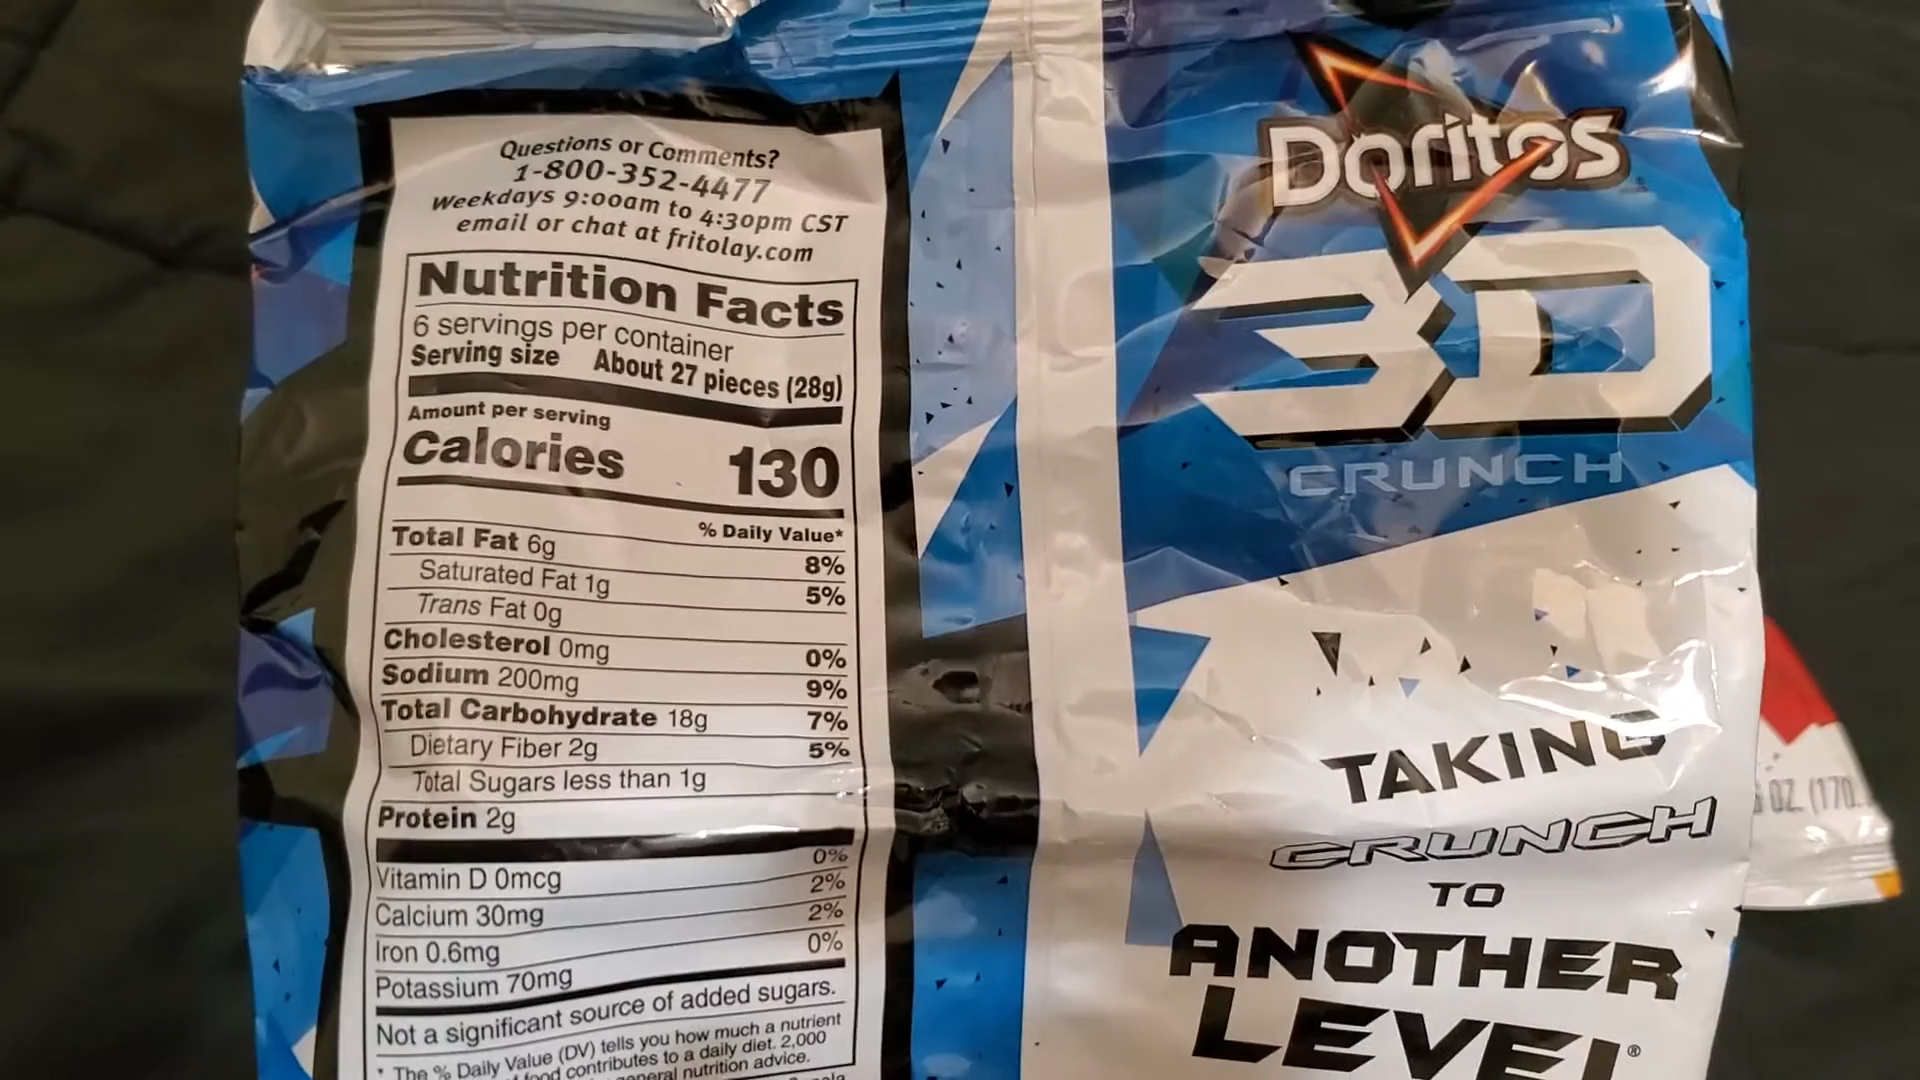 Questions or Comments?
1-800-352-4477
Weekdays 9:00am to 4:30pm CST
email or chat at fritolay.com
Nutrition Facts
6 servings per container
Serving size About 27 pieces (28g)
Amount per serving
Calories 130
% Daily Value*
Total Fat 6g 8%
Saturated Fat 1g 5%
Trans Fat 0g
Cholesterol 0mg 0%
Sodium 200mg 9%
Total Carbohydrate 18g 7%
Dietary Fiber 2g 5%
Total Sugars less than 1g
Protein 2g
Vitamin D 0mcg 0%
Calcium 30mg 2%
Iron 0.6mg 2%
Potassium 70mg 0%
Not a significant source of added sugars.
* The % Daily Value (DV) tells you how much a nutrient
food contributes to a daily diet. 2,000
general nutrition advice.
Doritos
3D
CRUNCH
TAKING
CRUNCH
TO
ANOTHER
LEVEL®
OZ. (170.